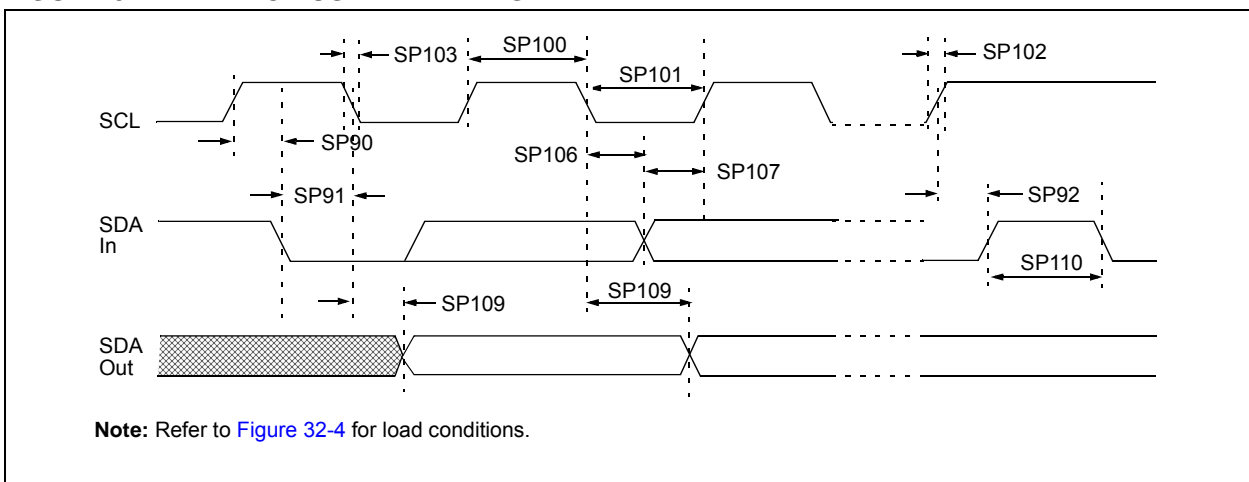 SP103
SP100
SP101
SP102
SCL
SP90
SP106
SP107
SP91
SP92
SDA
In
SP110
SP109
SP109
SDA
Out
Note: Refer to Figure 32-4 for load conditions.